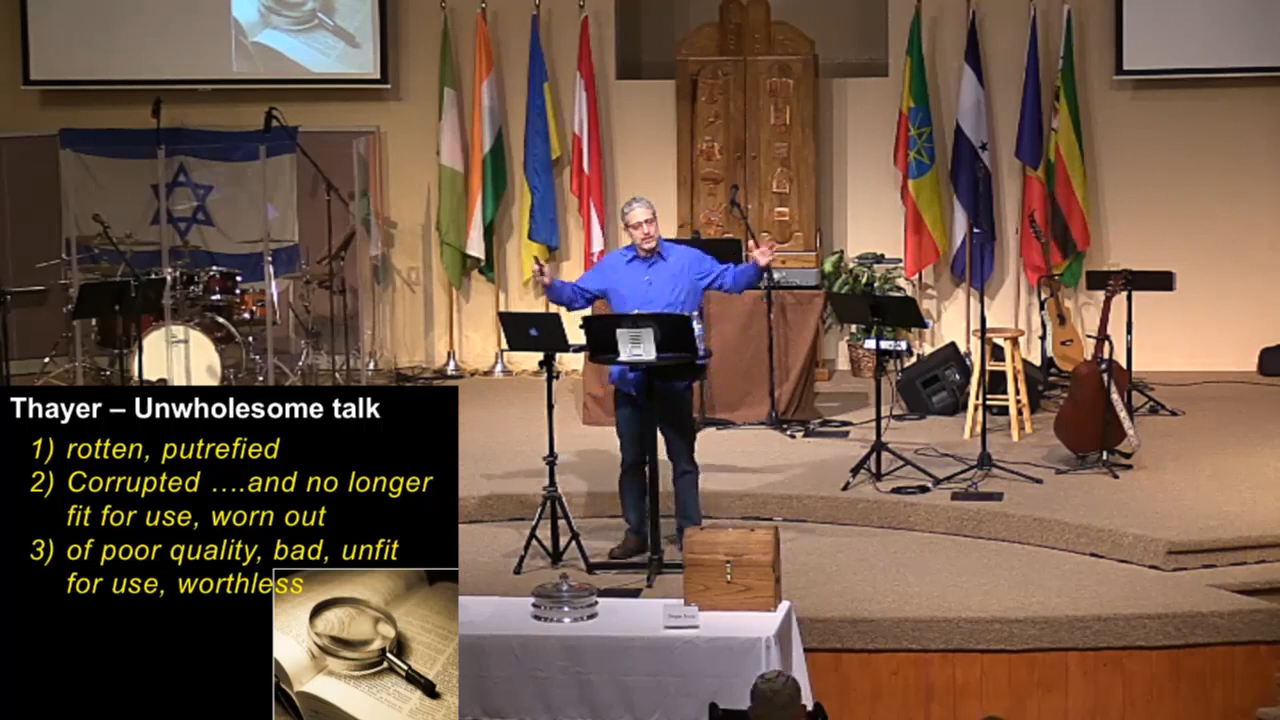 Thayer – Unwholesome talk
1) rotten, putrefied
2) Corrupted ....and no longer
fit for use, worn out
3) of poor quality, bad, unfit
for use, worthless